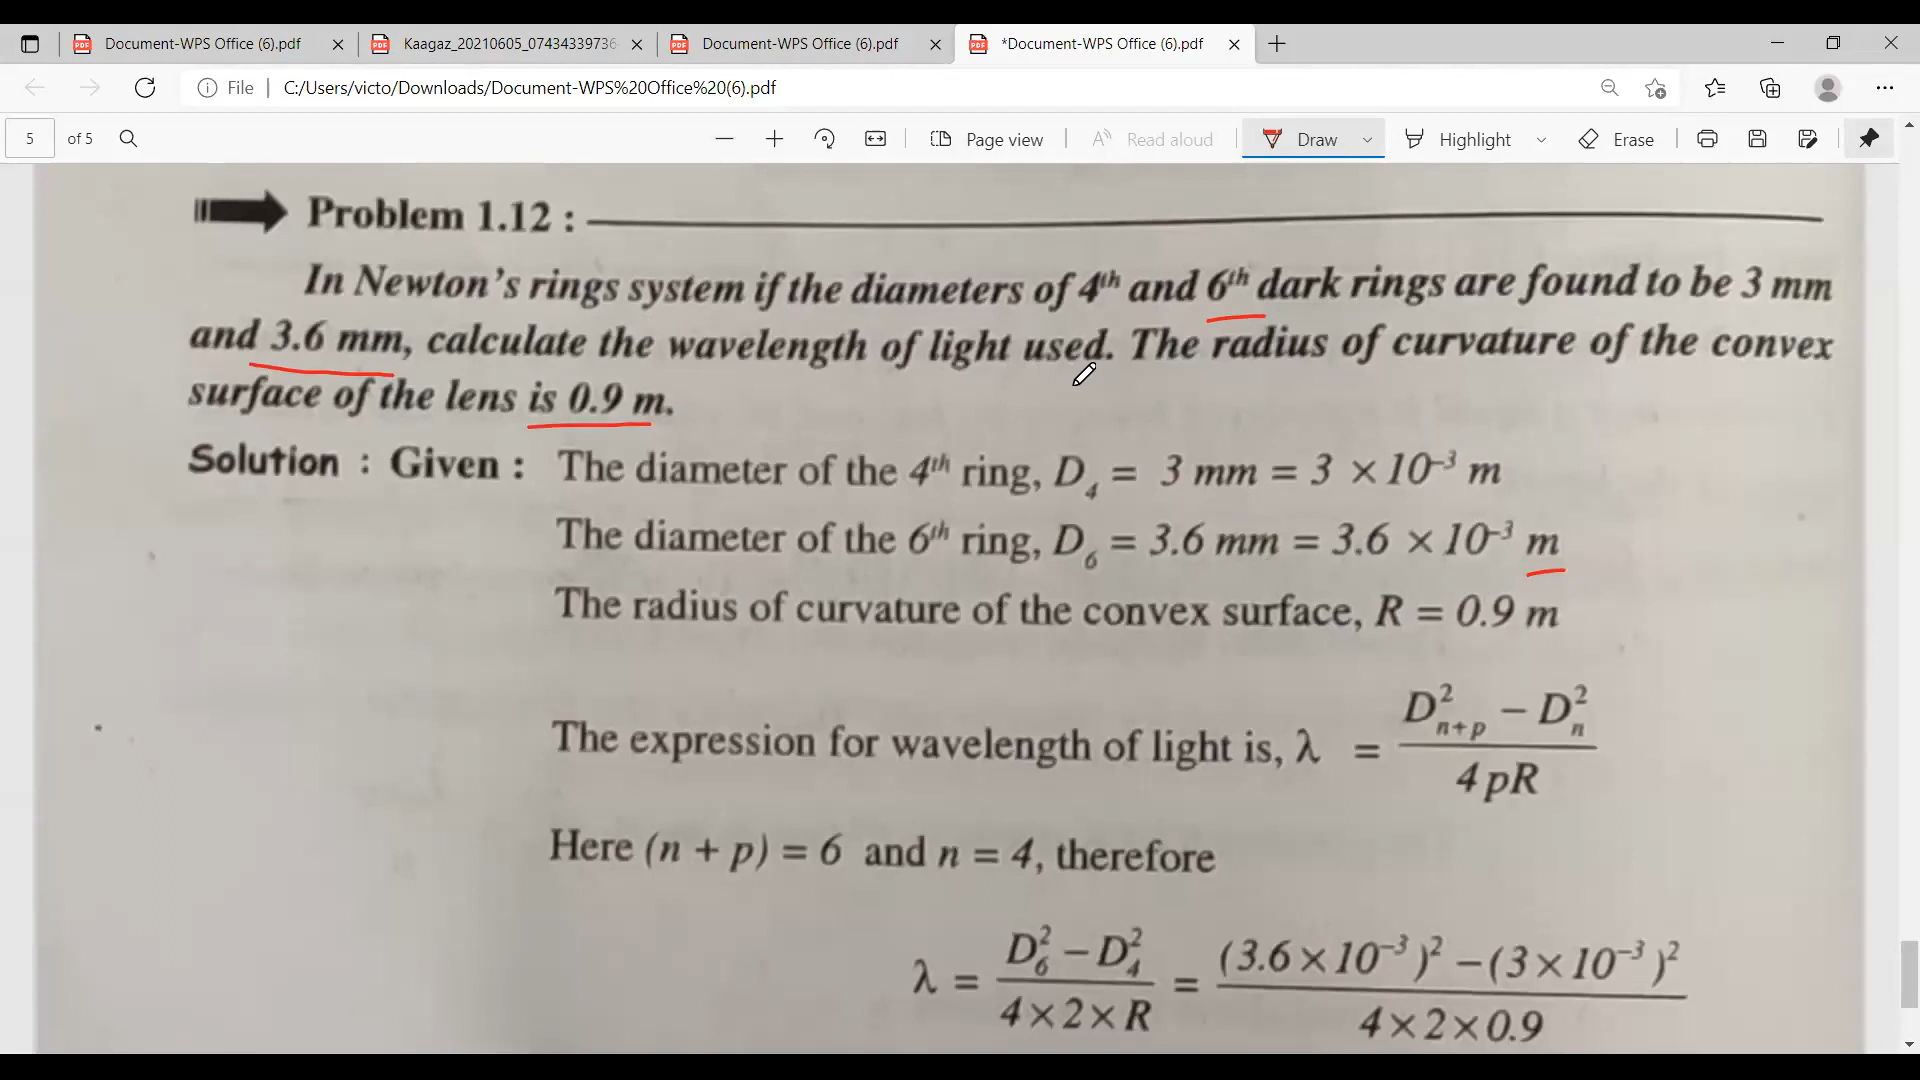 Document-WPS Office (6).pdf
Kaagaz_20210605_0743433973
Document-WPS Office (6).pdf
*Document-WPS Office (6).pdf
File
C:/Users/victo/Downloads/Document-WPS%20Office%20(6).pdf
5 of 5
Page view
Read aloud
Draw
Highlight
Erase
Problem 1.12 :
In Newton's rings system if the diameters of 4th and 6th dark rings are found to be 3 mm
and 3.6 mm, calculate the wavelength of light used. The radius of curvature of the convex
surface of the lens is 0.9 m.
Solution : Given : The diameter of the 4th ring, D₄ = 3 mm = 3 × 10⁻³ m
The diameter of the 6th ring, D₆ = 3.6 mm = 3.6 × 10⁻³ m
The radius of curvature of the convex surface, R = 0.9 m
The expression for wavelength of light is, λ = (D²ₙ₊ₚ – D²ₙ) / 4pR
Here (n + p) = 6 and n = 4, therefore
λ = (D₆² – D₄²) / (4×2×R) = ((3.6×10⁻³)² – (3×10⁻³)²) / (4×2×0.9)